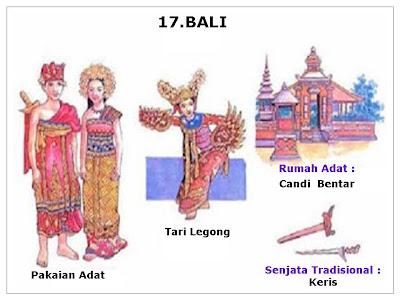 17.BALI
Pakaian Adat
Tari Legong
Rumah Adat :
Candi Bentar
Senjata Tradisional :
Keris